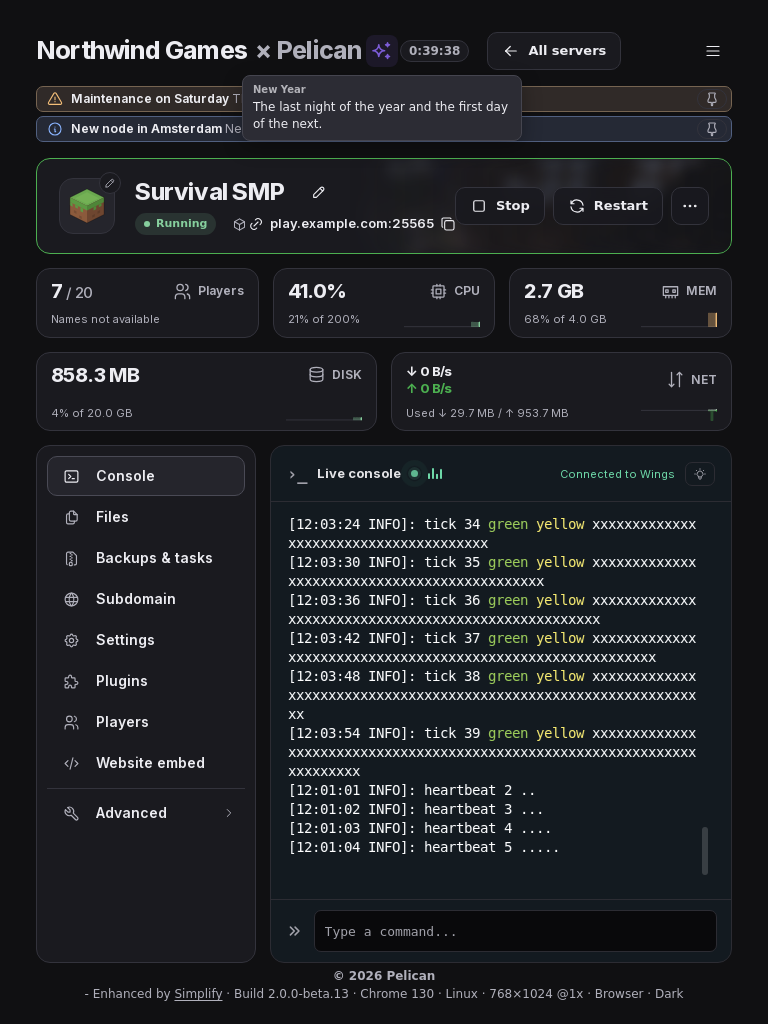 Northwind Games × Pelican 0:39:38 All servers
Maintenance on Saturday T
New Year
The last night of the year and the first day
of the next.
New node in Amsterdam Ne
Survival SMP
Running play.example.com:25565
Stop Restart ...
7 / 20 Players
Names not available
41.0% CPU
21% of 200%
2.7 GB MEM
68% of 4.0 GB
858.3 MB DISK
4% of 20.0 GB
↓ 0 B/s
↑ 0 B/s
NET
Used ↓ 29.7 MB / ↑ 953.7 MB
Console
Files
Backups & tasks
Subdomain
Settings
Plugins
Players
Website embed
Advanced
Live console Connected to Wings
[12:03:24 INFO]: tick 34 green yellow xxxxxxxxxxxxx
xxxxxxxxxxxxxxxxxxxxxxxxx
[12:03:30 INFO]: tick 35 green yellow xxxxxxxxxxxxx
xxxxxxxxxxxxxxxxxxxxxxxxxxxxxxxx
[12:03:36 INFO]: tick 36 green yellow xxxxxxxxxxxxx
xxxxxxxxxxxxxxxxxxxxxxxxxxxxxxxxxxxxxxx
[12:03:42 INFO]: tick 37 green yellow xxxxxxxxxxxxx
xxxxxxxxxxxxxxxxxxxxxxxxxxxxxxxxxxxxxxxxxxxxxx
[12:03:48 INFO]: tick 38 green yellow xxxxxxxxxxxxx
xxxxxxxxxxxxxxxxxxxxxxxxxxxxxxxxxxxxxxxxxxxxxxxxxxx
xx
[12:03:54 INFO]: tick 39 green yellow xxxxxxxxxxxxx
xxxxxxxxxxxxxxxxxxxxxxxxxxxxxxxxxxxxxxxxxxxxxxxxxxx
xxxxxxxxx
[12:01:01 INFO]: heartbeat 2 ..
[12:01:02 INFO]: heartbeat 3 ...
[12:01:03 INFO]: heartbeat 4 ....
[12:01:04 INFO]: heartbeat 5 .....
» Type a command...
© 2026 Pelican
- Enhanced by Simplify · Build 2.0.0-beta.13 · Chrome 130 · Linux · 768×1024 @1x · Browser · Dark